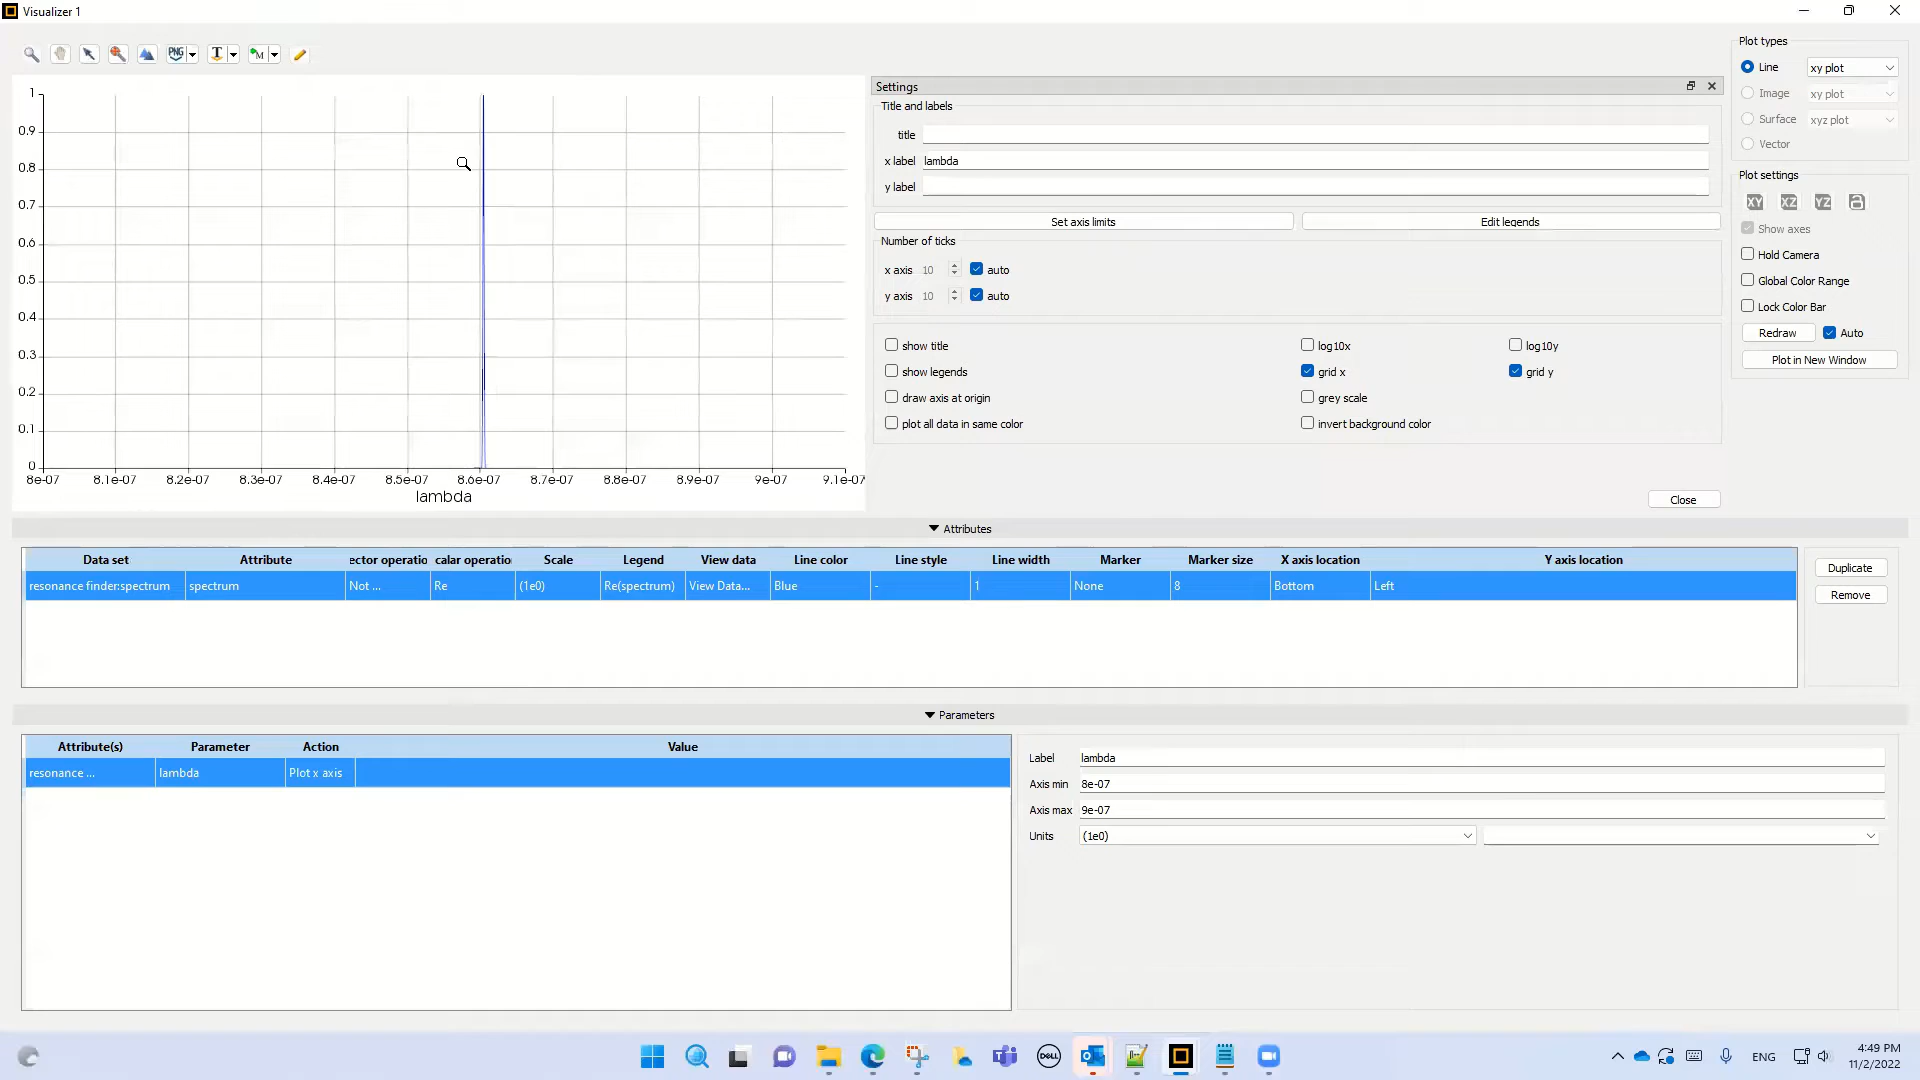 Visualizer 1
PNG
T
M
Settings
Title and labels
title
x label lambda
y label
Set axis limits Edit legends
Number of ticks
x axis 10 auto
y axis 10 auto
show title log10x log10y
show legends grid x grid y
draw axis at origin grey scale
plot all data in same color invert background color
Close
Plot types
Line xy plot
Image xy plot
Surface xyz plot
Vector
Plot settings
XY XZ YZ
Show axes
Hold Camera
Global Color Range
Lock Color Bar
Redraw Auto
Plot in New Window
1
0.9
0.8
0.7
0.6
0.5
0.4
0.3
0.2
0.1
0
8e-07 8.1e-07 8.2e-07 8.3e-07 8.4e-07 8.5e-07 8.6e-07 8.7e-07 8.8e-07 8.9e-07 9e-07 9.1e-07
lambda
Attributes
Data set Attribute ector operatio calar operatio Scale Legend View data Line color Line style Line width Marker Marker size X axis location Y axis location
resonance finder:spectrum spectrum Not ... Re (1e0) Re(spectrum) View Data... Blue - 1 None 8 Bottom Left
Duplicate
Remove
Parameters
Attribute(s) Parameter Action Value
resonance ... lambda Plot x axis
Label lambda
Axis min 8e-07
Axis max 9e-07
Units (1e0)
DELL
ENG
4:49 PM
11/2/2022